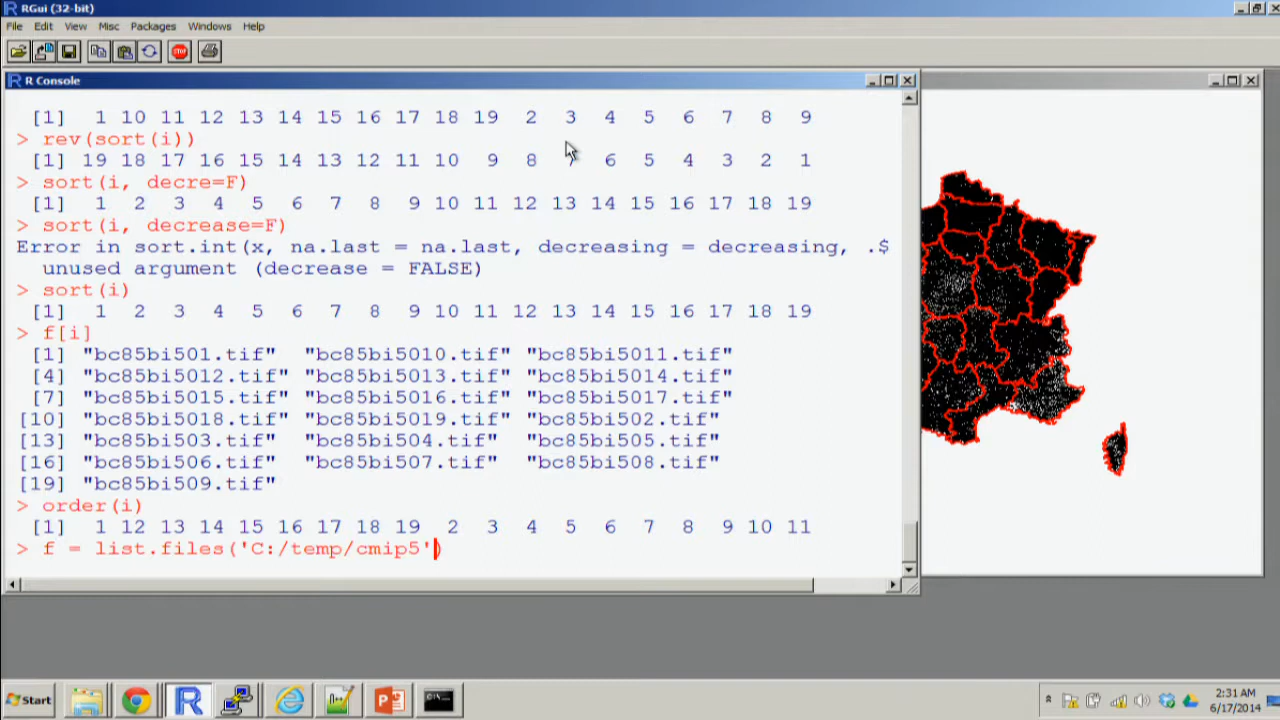 RGui (32-bit)
File Edit View Misc Packages Windows Help
STOP
R Console
[1] 1 10 11 12 13 14 15 16 17 18 19 2 3 4 5 6 7 8 9
> rev(sort(i))
[1] 19 18 17 16 15 14 13 12 11 10 9 8 7 6 5 4 3 2 1
> sort(i, decre=F)
[1] 1 2 3 4 5 6 7 8 9 10 11 12 13 14 15 16 17 18 19
> sort(i, decrease=F)
Error in sort.int(x, na.last = na.last, decreasing = decreasing, .$
unused argument (decrease = FALSE)
> sort(i)
[1] 1 2 3 4 5 6 7 8 9 10 11 12 13 14 15 16 17 18 19
> f[i]
[1] "bc85bi501.tif" "bc85bi5010.tif" "bc85bi5011.tif"
[4] "bc85bi5012.tif" "bc85bi5013.tif" "bc85bi5014.tif"
[7] "bc85bi5015.tif" "bc85bi5016.tif" "bc85bi5017.tif"
[10] "bc85bi5018.tif" "bc85bi5019.tif" "bc85bi502.tif"
[13] "bc85bi503.tif" "bc85bi504.tif" "bc85bi505.tif"
[16] "bc85bi506.tif" "bc85bi507.tif" "bc85bi508.tif"
[19] "bc85bi509.tif"
> order(i)
[1] 1 12 13 14 15 16 17 18 19 2 3 4 5 6 7 8 9 10 11
> f = list.files('C:/temp/cmip5')
Start
2:31 AM
6/17/2014